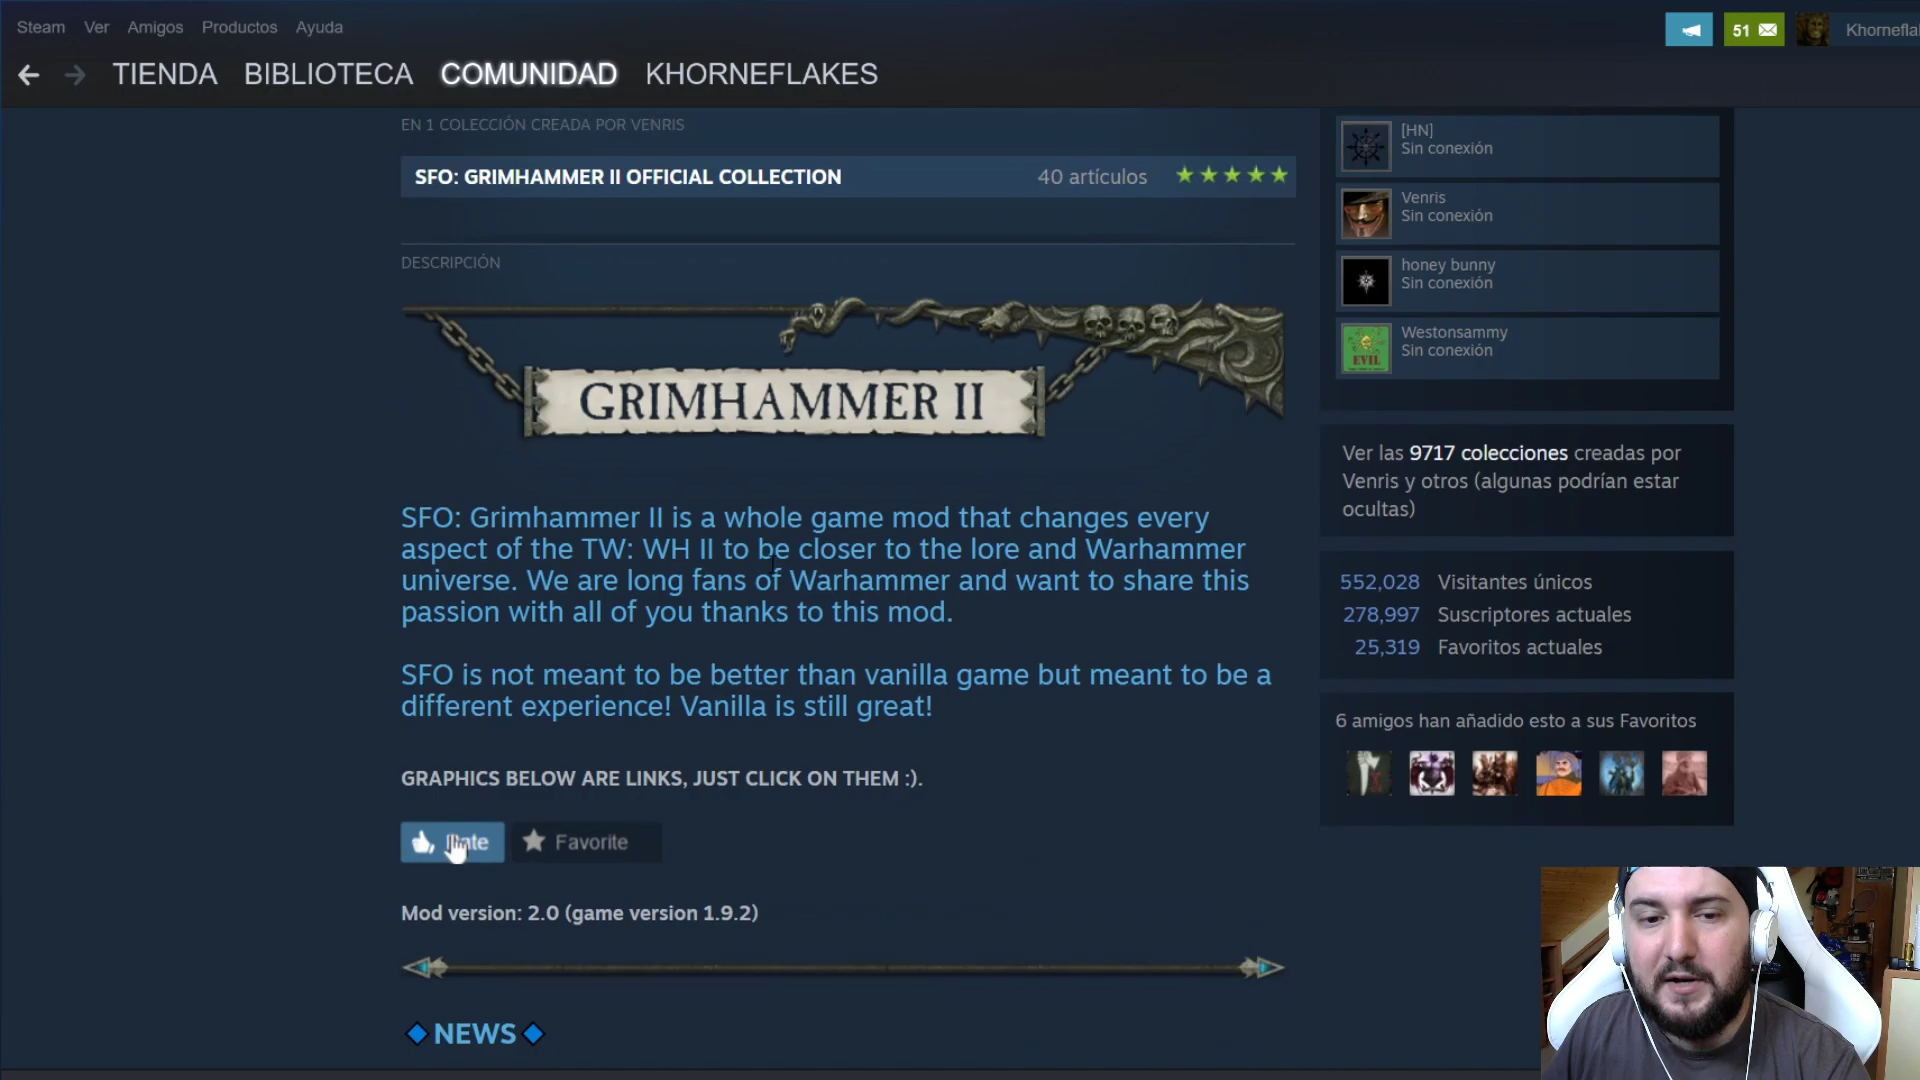 Steam Ver Amigos Productos Ayuda
51
TIENDA BIBLIOTECA COMUNIDAD KHORNEFLAKES
EN 1 COLECCIÓN CREADA POR VENRIS
SFO: GRIMHAMMER II OFFICIAL COLLECTION 40 artículos
DESCRIPCIÓN
GRIMHAMMER II
SFO: Grimhammer II is a whole game mod that changes every
aspect of the TW: WH II to be closer to the lore and Warhammer
universe. We are long fans of Warhammer and want to share this
passion with all of you thanks to this mod.
SFO is not meant to be better than vanilla game but meant to be a
different experience! Vanilla is still great!
GRAPHICS BELOW ARE LINKS, JUST CLICK ON THEM :).
Rate Favorite
Mod version: 2.0 (game version 1.9.2)
NEWS
[HN]
Sin conexión
Venris
Sin conexión
honey bunny
Sin conexión
EVIL
Westonsammy
Sin conexión
Ver las 9717 colecciones creadas por
Venris y otros (algunas podrían estar
ocultas)
552,028 Visitantes únicos
278,997 Suscriptores actuales
25,319 Favoritos actuales
6 amigos han añadido esto a sus Favoritos